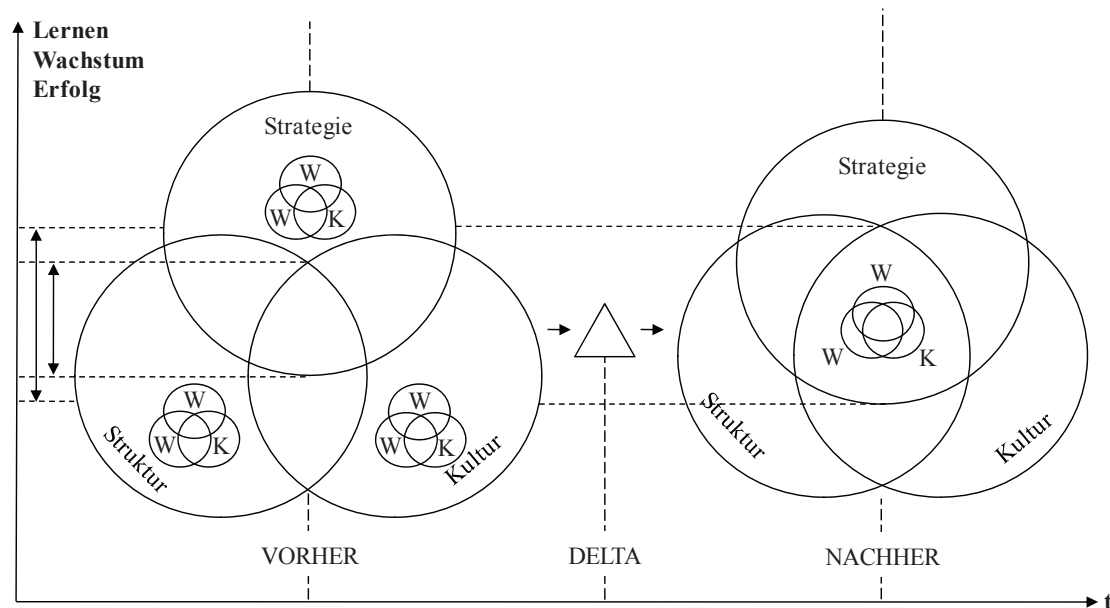 Lernen
Wachstum
Erfolg
Strategie
W
W K
Strategie
W
W K
W
W K
Struktur
W
W K
Kultur
Struktur
Kultur
VORHER DELTA NACHHER
t